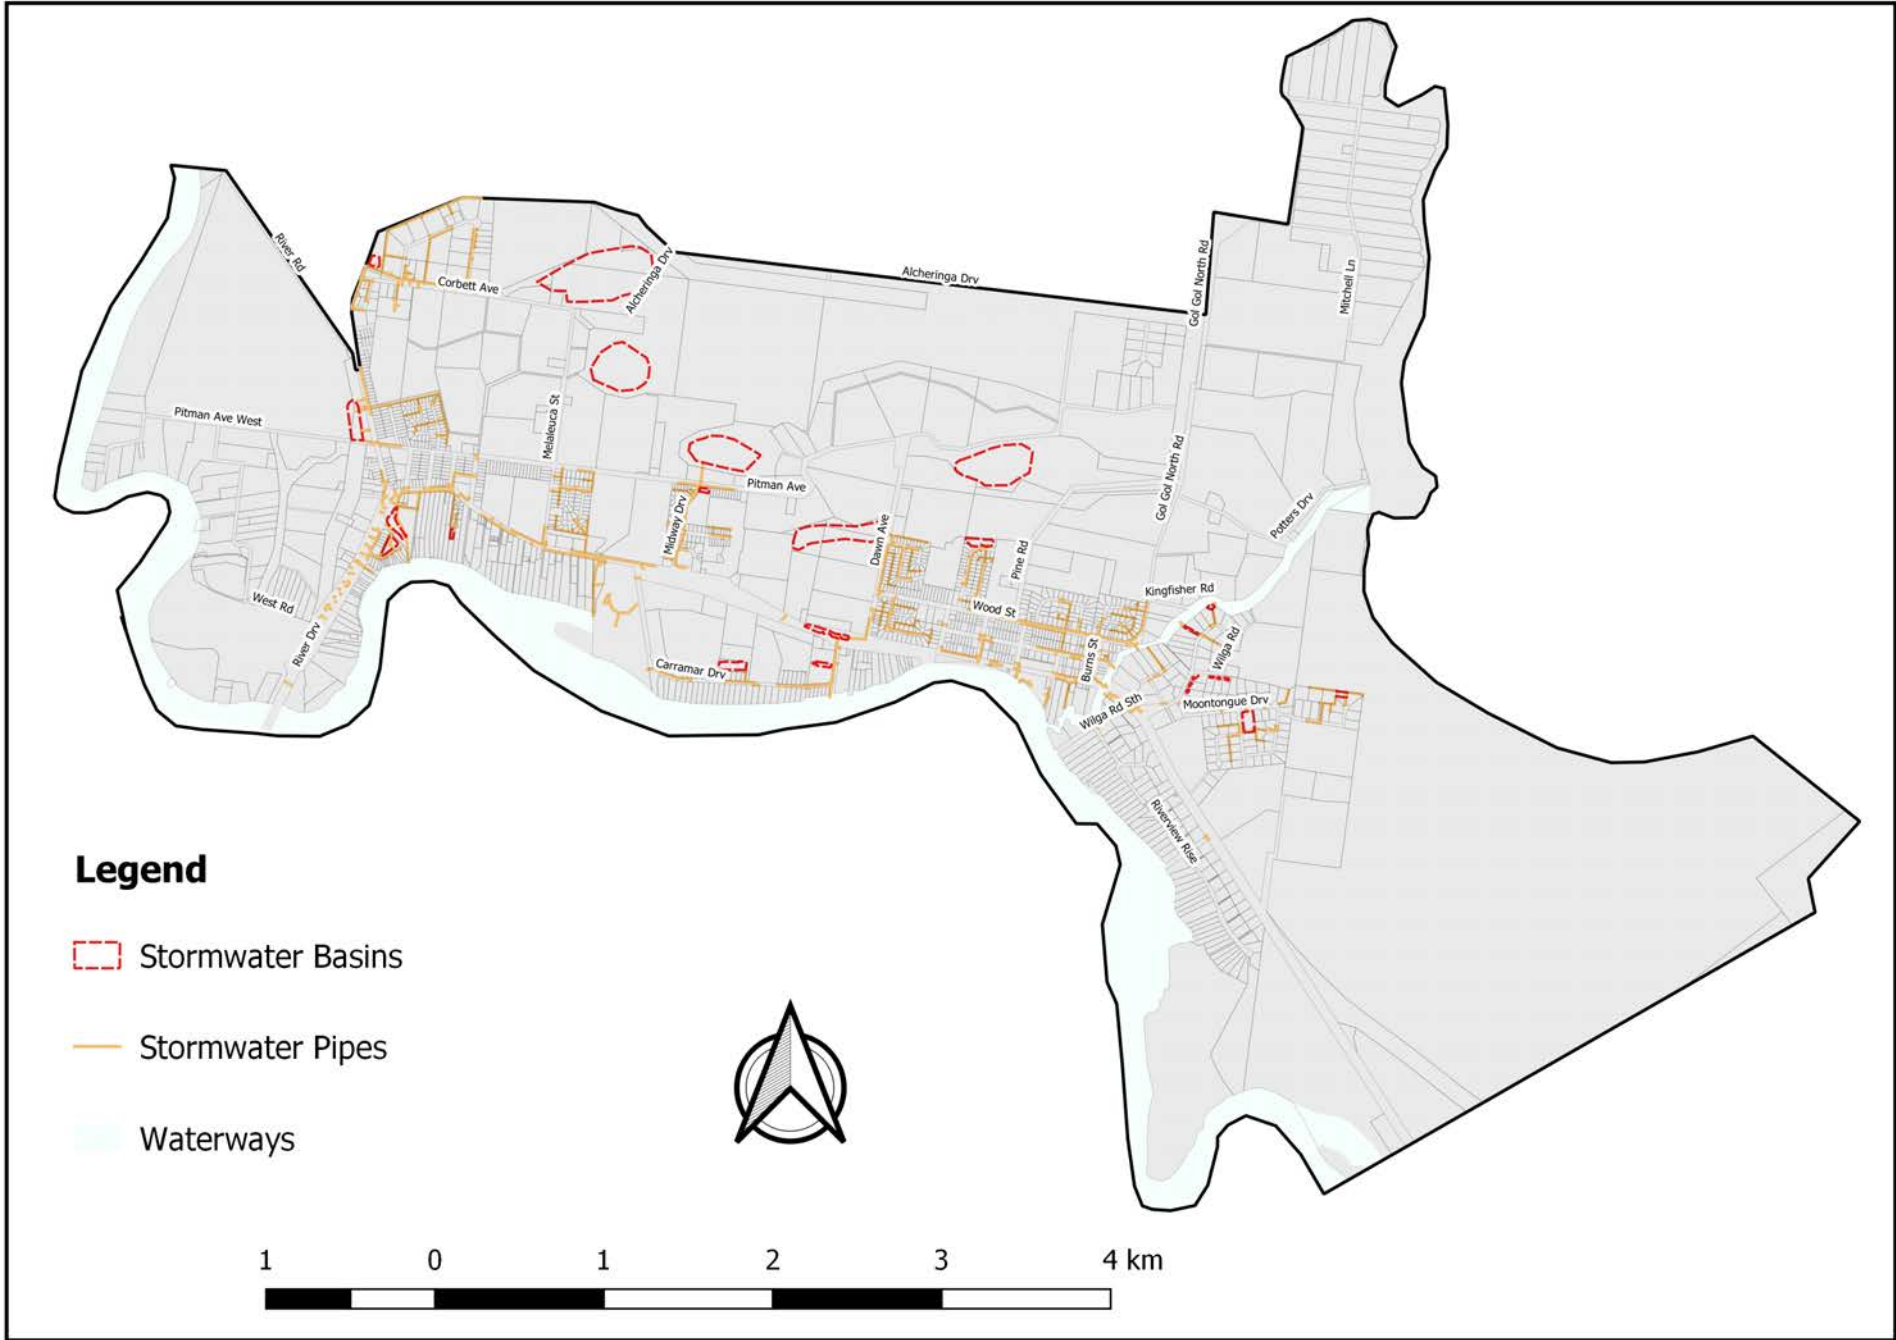 River Rd
Corbett Ave
Alcheringa Drv
Alcheringa Drv
Gol Gol North Rd
Mitchell Ln
Pitman Ave West
Melaleuca St
Gol Gol North Rd
Pitman Ave
Midway Drv
Dawn Ave
Pine Rd
Potters Drv
West Rd
River Drv
Wood St
Kingfisher Rd
Burns St
Wilga Rd
Carramar Drv
Wilga Rd Sth
Moontongue Drv
Riverview Rise
Legend
Stormwater Basins
Stormwater Pipes
Waterways
1 0 1 2 3 4 km